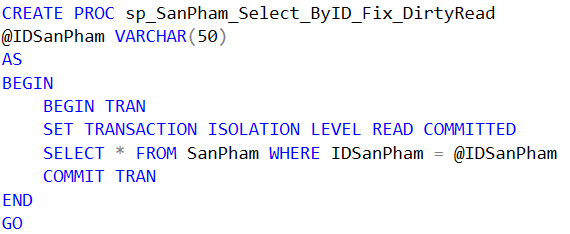 CREATE PROC sp_SanPham_Select_ByID_Fix_DirtyRead
@IDSanPham VARCHAR(50)
AS
BEGIN
    BEGIN TRAN
    SET TRANSACTION ISOLATION LEVEL READ COMMITTED
    SELECT * FROM SanPham WHERE IDSanPham = @IDSanPham
    COMMIT TRAN
END
GO